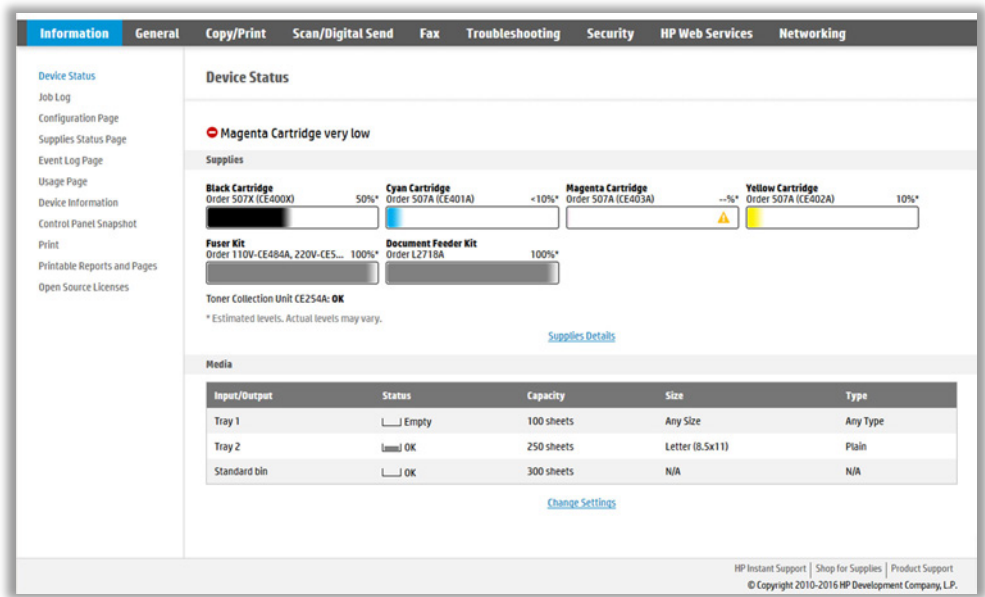 Information General Copy/Print Scan/Digital Send Fax Troubleshooting Security HP Web Services Networking
Device Status
Job Log
Configuration Page
Supplies Status Page
Event Log Page
Usage Page
Device Information
Control Panel Snapshot
Print
Printable Reports and Pages
Open Source Licenses
Device Status
Magenta Cartridge very low
Supplies
Black Cartridge
Order 507X (CE400X) 50%*
Cyan Cartridge
Order 507A (CE401A) <10%*
Magenta Cartridge
Order 507A (CE403A) --%*
Yellow Cartridge
Order 507A (CE402A) 10%*
Fuser Kit
Order 110V-CE484A, 220V-CE5... 100%*
Document Feeder Kit
Order L2718A 100%*
Toner Collection Unit CE254A: OK
* Estimated levels. Actual levels may vary.
Supplies Details
Media
Input/Output Status Capacity Size Type
Tray 1 Empty 100 sheets Any Size Any Type
Tray 2 OK 250 sheets Letter (8.5x11) Plain
Standard bin OK 300 sheets N/A N/A
Change Settings
HP Instant Support | Shop for Supplies | Product Support
© Copyright 2010-2016 HP Development Company, L.P.